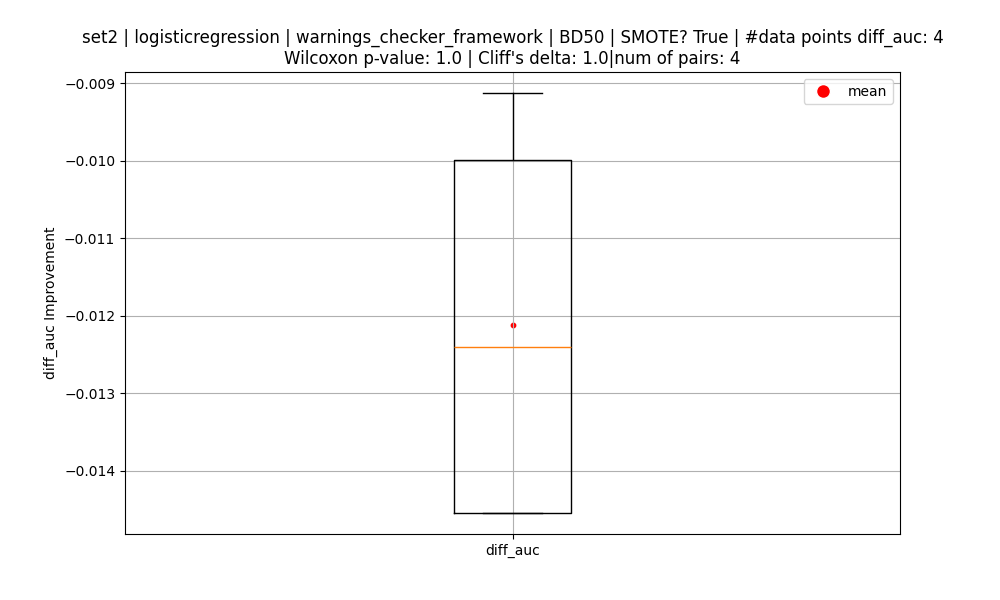 set2 | logisticregression | warnings_checker_framework | BD50 | SMOTE? True | #data points diff_auc: 4
Wilcoxon p-value: 1.0 | Cliff's delta: 1.0|num of pairs: 4
mean
−0.009
−0.010
−0.011
−0.012
−0.013
−0.014
diff_auc Improvement
diff_auc